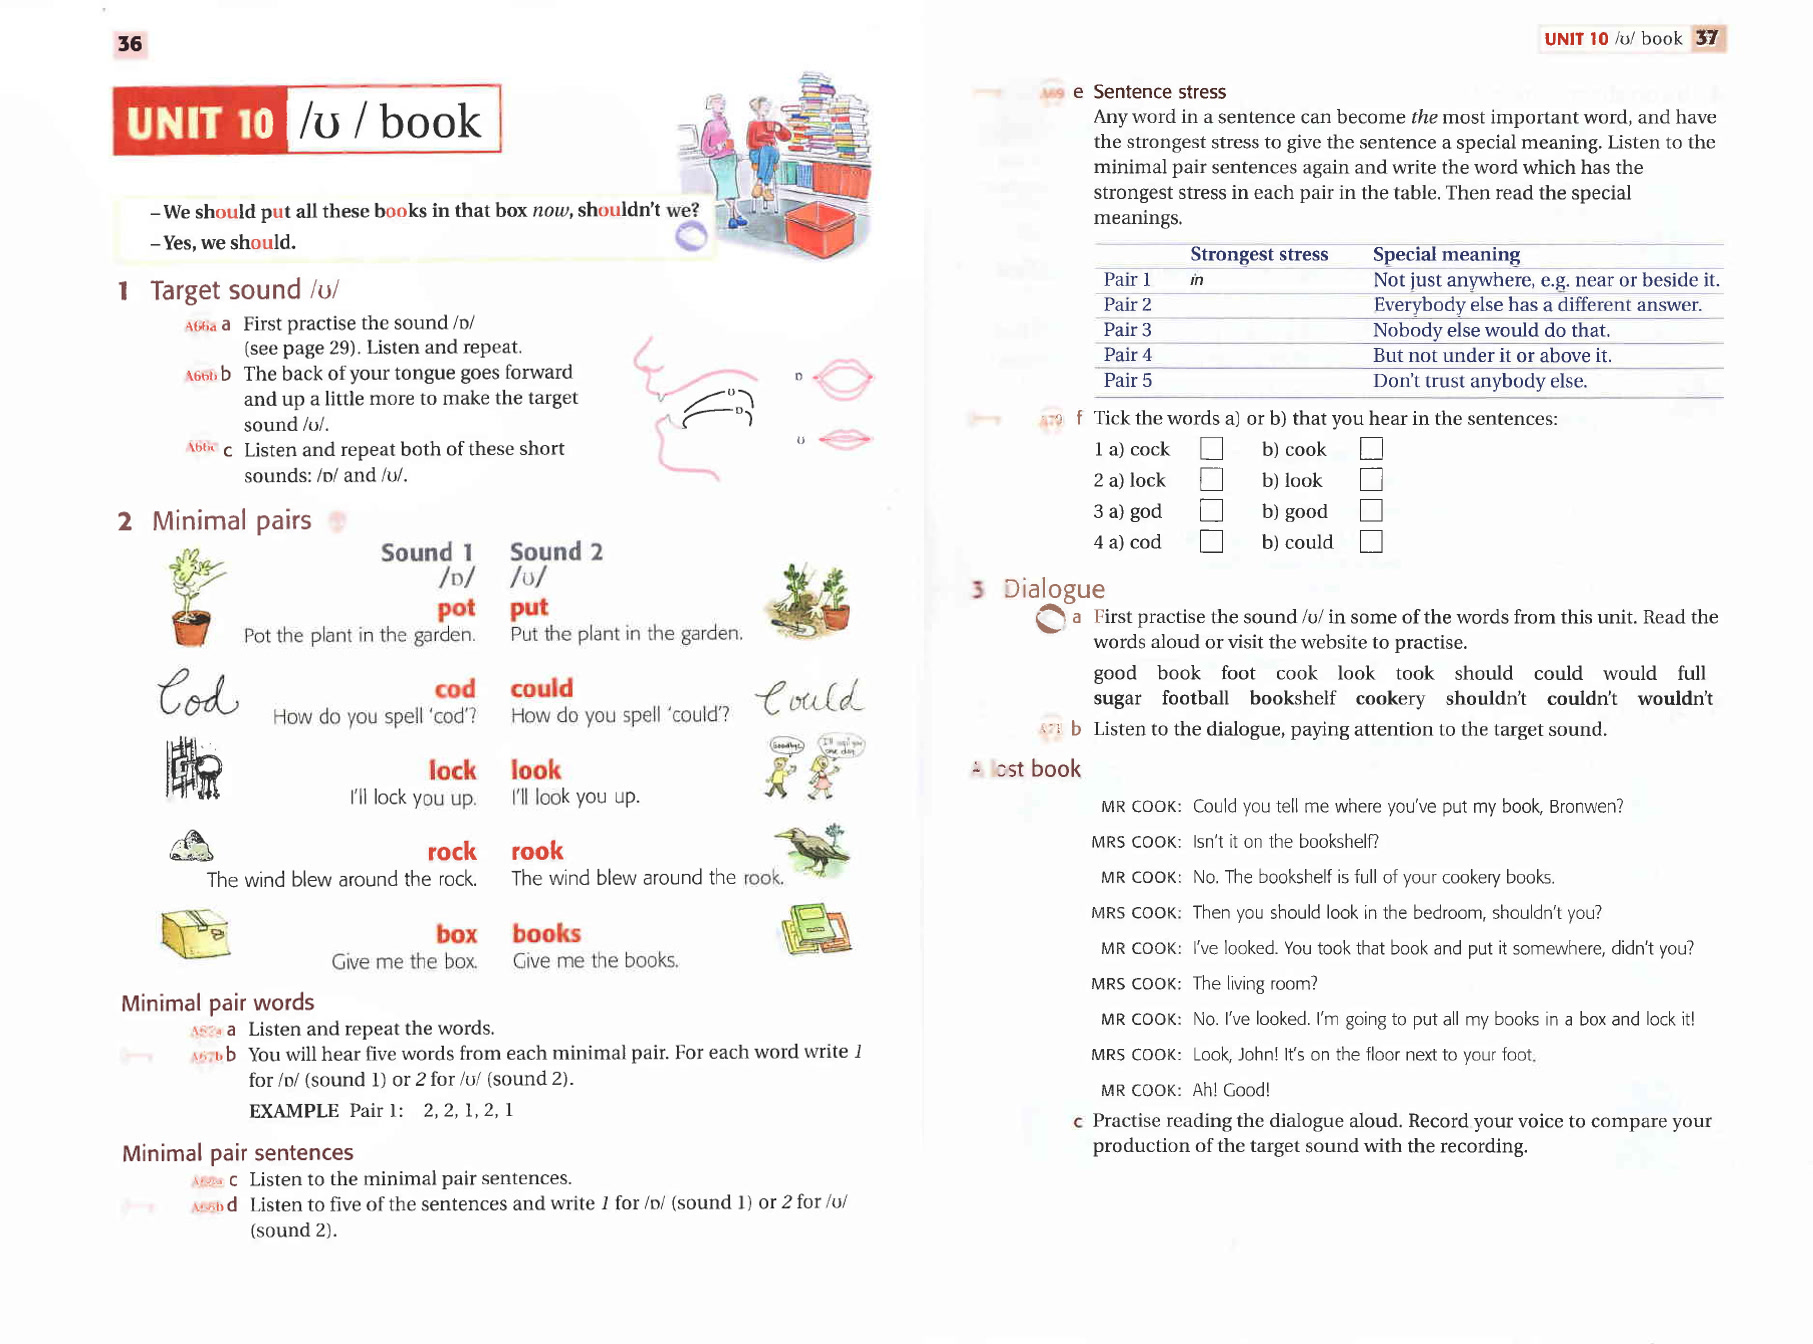 36
UNIT 10 /ʊ/ book
– We should put all these books in that box now, shouldn't we?
– Yes, we should.
1 Target sound /ʊ/
A66a a First practise the sound /ɒ/
(see page 29). Listen and repeat.
A66b b The back of your tongue goes forward
and up a little more to make the target
sound /ʊ/.
A66c c Listen and repeat both of these short
sounds: /ɒ/ and /ʊ/.
ʊ
ɒ
ɒ
ʊ
2 Minimal pairs
Sound 1 Sound 2
/ɒ/ /ʊ/
pot put
Pot the plant in the garden. Put the plant in the garden.
Cod
cod could
How do you spell 'cod'? How do you spell 'could'?
Could
Goodbye.
lock look
I'll lock you up. I'll look you up.
rock rook
The wind blew around the rock. The wind blew around the rook.
box books
Give me the box. Give me the books.
Minimal pair words
A67a a Listen and repeat the words.
A67b b You will hear five words from each minimal pair. For each word write 1
for /ɒ/ (sound 1) or 2 for /ʊ/ (sound 2).
EXAMPLE Pair 1: 2, 2, 1, 2, 1
Minimal pair sentences
A68a c Listen to the minimal pair sentences.
A68b d Listen to five of the sentences and write 1 for /ɒ/ (sound 1) or 2 for /ʊ/
(sound 2).
UNIT 10 /ʊ/ book 37
A69 e Sentence stress
Any word in a sentence can become the most important word, and have
the strongest stress to give the sentence a special meaning. Listen to the
minimal pair sentences again and write the word which has the
strongest stress in each pair in the table. Then read the special
meanings.
Strongest stress Special meaning
Pair 1 in Not just anywhere, e.g. near or beside it.
Pair 2 Everybody else has a different answer.
Pair 3 Nobody else would do that.
Pair 4 But not under it or above it.
Pair 5 Don't trust anybody else.
A70 f Tick the words a) or b) that you hear in the sentences:
1 a) cock b) cook
2 a) lock b) look
3 a) god b) good
4 a) cod b) could
3 Dialogue
a First practise the sound /ʊ/ in some of the words from this unit. Read the
words aloud or visit the website to practise.
good book foot cook look took should could would full
sugar football bookshelf cookery shouldn't couldn't wouldn't
A71 b Listen to the dialogue, paying attention to the target sound.
A lost book
MR COOK: Could you tell me where you've put my book, Bronwen?
MRS COOK: Isn't it on the bookshelf?
MR COOK: No. The bookshelf is full of your cookery books.
MRS COOK: Then you should look in the bedroom, shouldn't you?
MR COOK: I've looked. You took that book and put it somewhere, didn't you?
MRS COOK: The living room?
MR COOK: No. I've looked. I'm going to put all my books in a box and lock it!
MRS COOK: Look, John! It's on the floor next to your foot.
MR COOK: Ah! Good!
c Practise reading the dialogue aloud. Record your voice to compare your
production of the target sound with the recording.